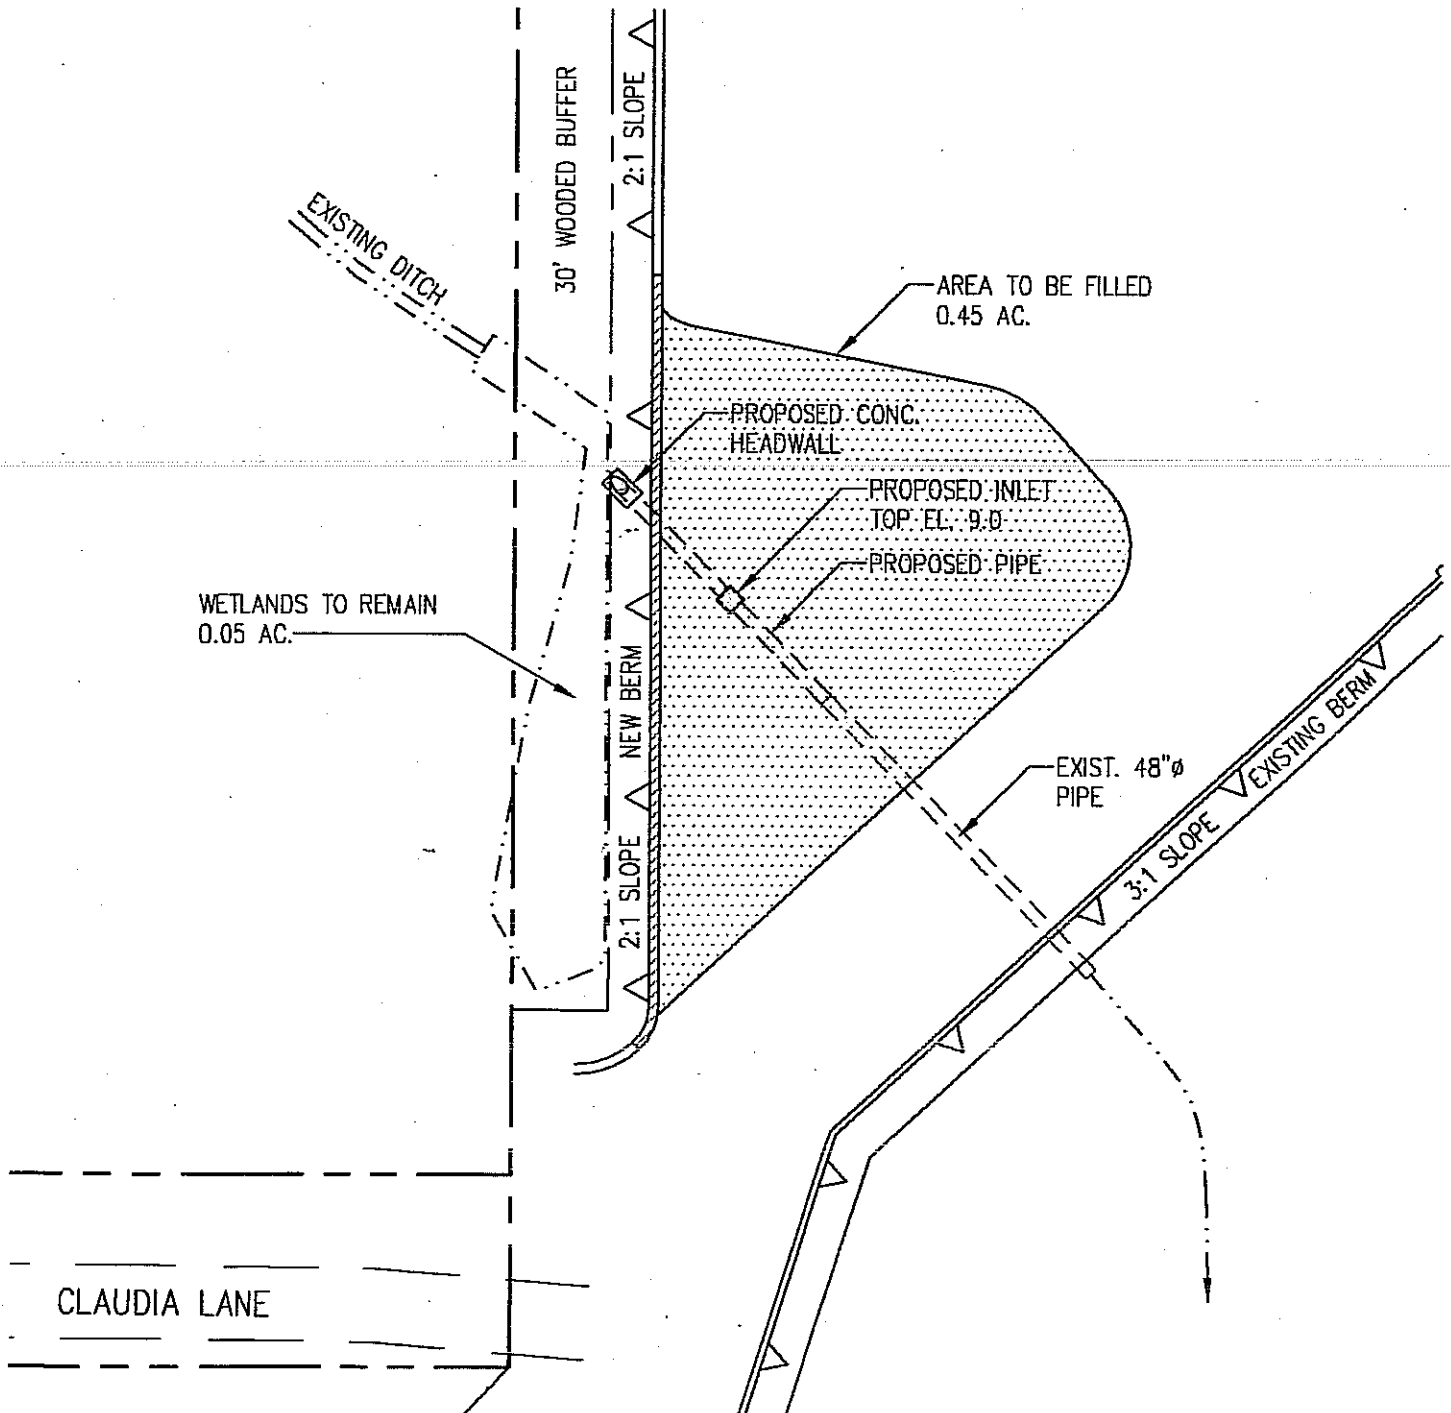 30' WOODED BUFFER
2:1 SLOPE
EXISTING DITCH
AREA TO BE FILLED
0.45 AC.
PROPOSED CONC.
HEADWALL
PROPOSED INLET
TOP EL. 9.0
PROPOSED PIPE
WETLANDS TO REMAIN
0.05 AC.
NEW BERM
2:1 SLOPE
EXIST. 48"ø
PIPE
EXISTING BERM
3:1 SLOPE
CLAUDIA LANE